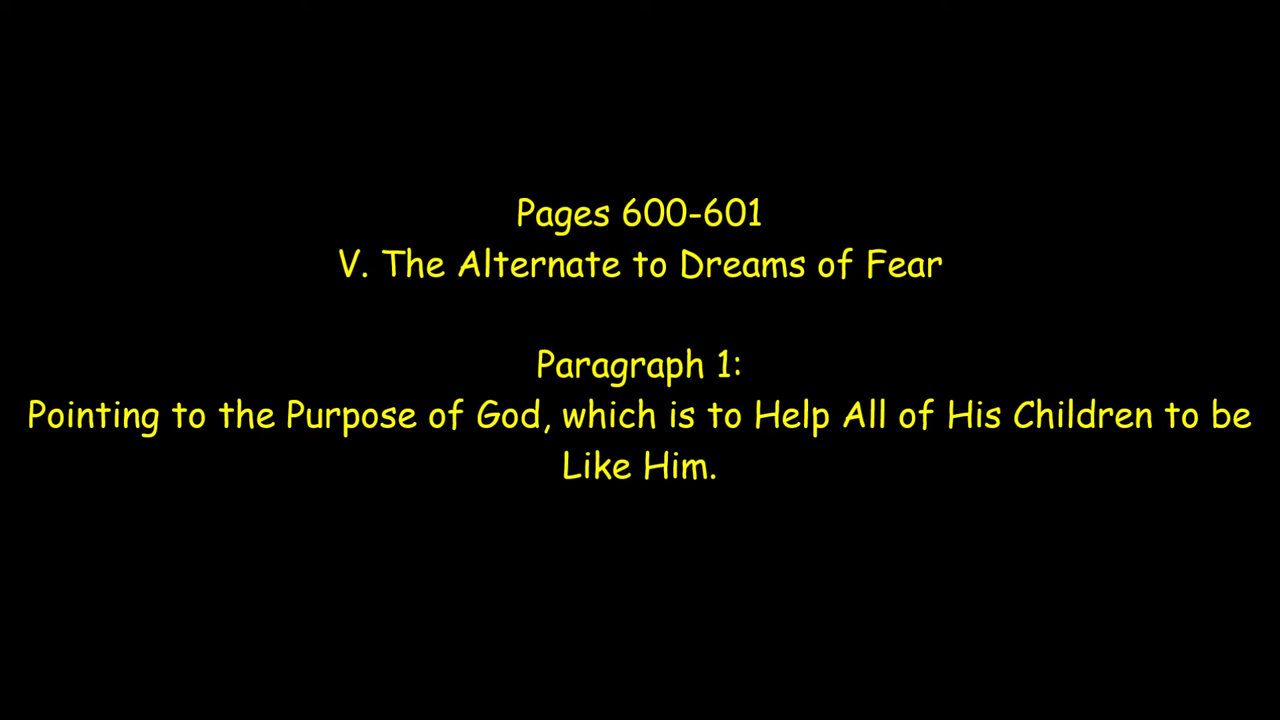 Pages 600-601
V. The Alternate to Dreams of Fear
Paragraph 1:
Pointing to the Purpose of God, which is to Help All of His Children to be
Like Him.